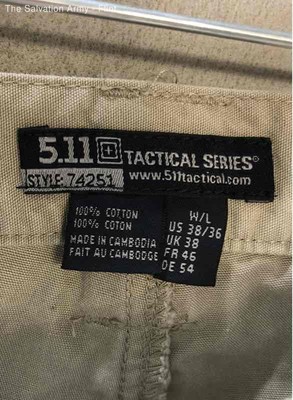 The Salvation Army
5.11 TACTICAL SERIES®
STYLE: 74251
www.511tactical.com
100% COTTON
100% COTON
MADE IN CAMBODIA
FAIT AU CAMBODGE
W/L
US 38/36
UK 38
FR 46
DE 54